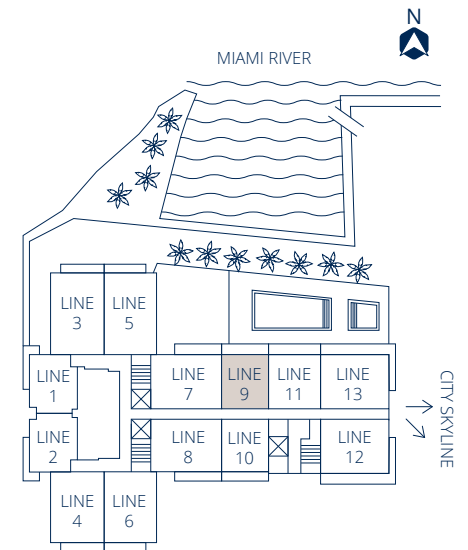 N
MIAMI RIVER
LINE
3
LINE
5
LINE
1
LINE
7
LINE
9
LINE
11
LINE
13
CITY SKYLINE
LINE
2
LINE
8
LINE
10
LINE
12
LINE
4
LINE
6